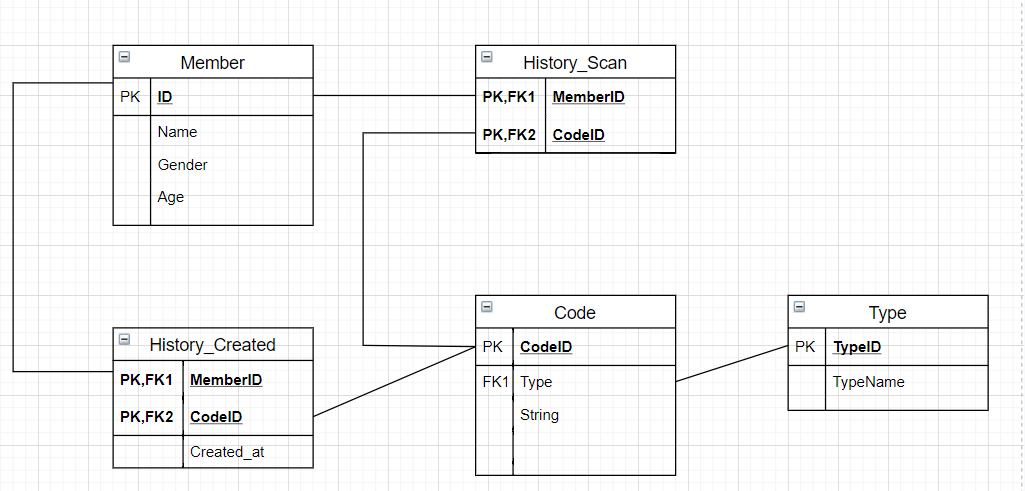 Member
PK ID
Name
Gender
Age
History_Scan
PK,FK1 MemberID
PK,FK2 CodeID
History_Created
PK,FK1 MemberID
PK,FK2 CodeID
Created_at
Code
PK CodeID
FK1 Type
String
Type
PK TypeID
TypeName